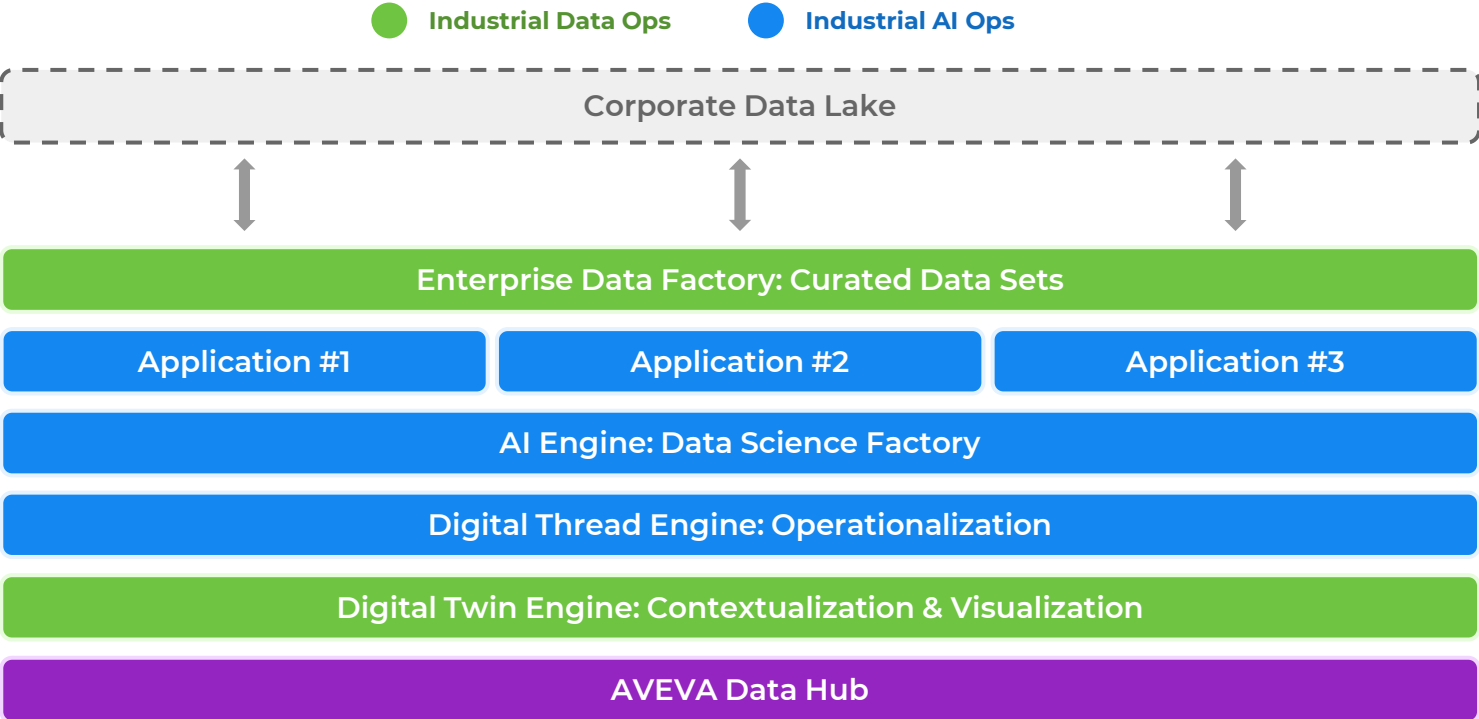 Industrial Data Ops
Industrial AI Ops
Corporate Data Lake
Enterprise Data Factory: Curated Data Sets
Application #1
Application #2
Application #3
AI Engine: Data Science Factory
Digital Thread Engine: Operationalization
Digital Twin Engine: Contextualization & Visualization
AVEVA Data Hub